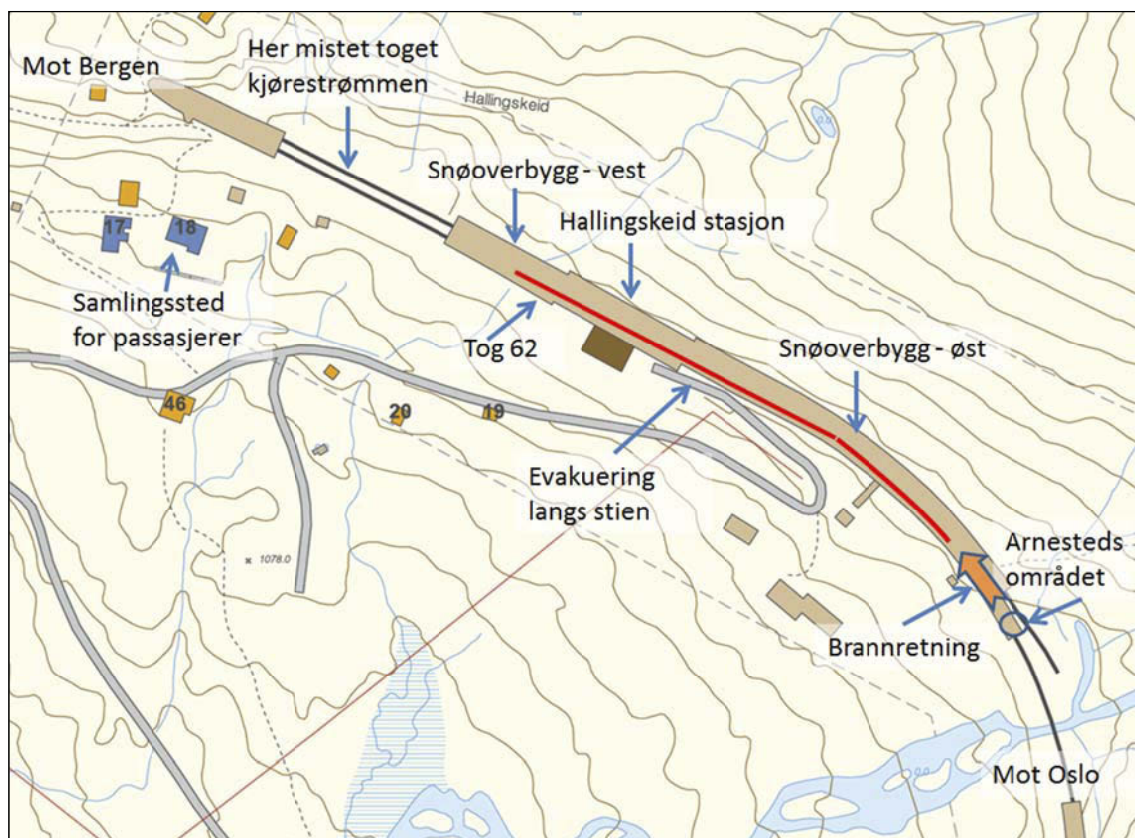 Mot Bergen
Her mistet toget
kjørestrømmen
Hallingskeid
Snøoverbygg - vest
Hallingskeid stasjon
17
18
Samlingssted
for passasjerer
Tog 62
Snøoverbygg - øst
46
20
19
Evakuering
langs stien
1078.0
Arnesteds
området
Brannretning
Mot Oslo